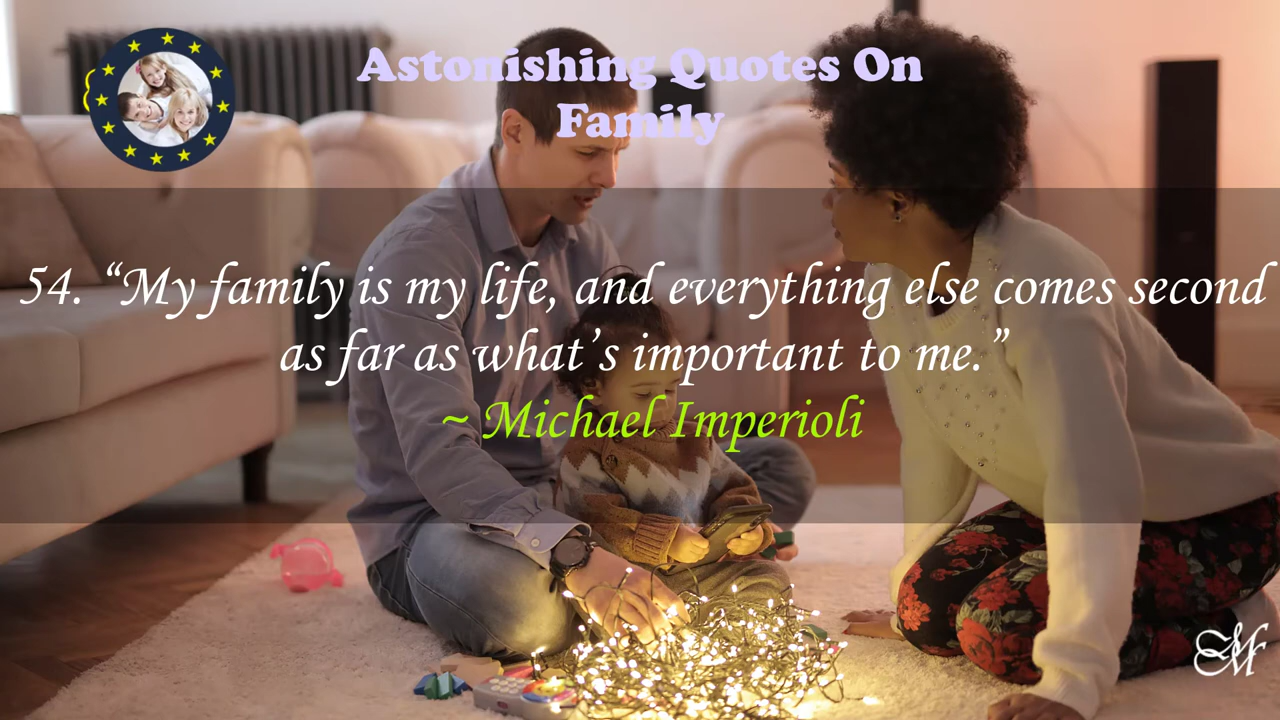 Astonishing Quotes On
Family
54. “My family is my life, and everything else comes second
as far as what’s important to me.”
~ Michael Imperioli